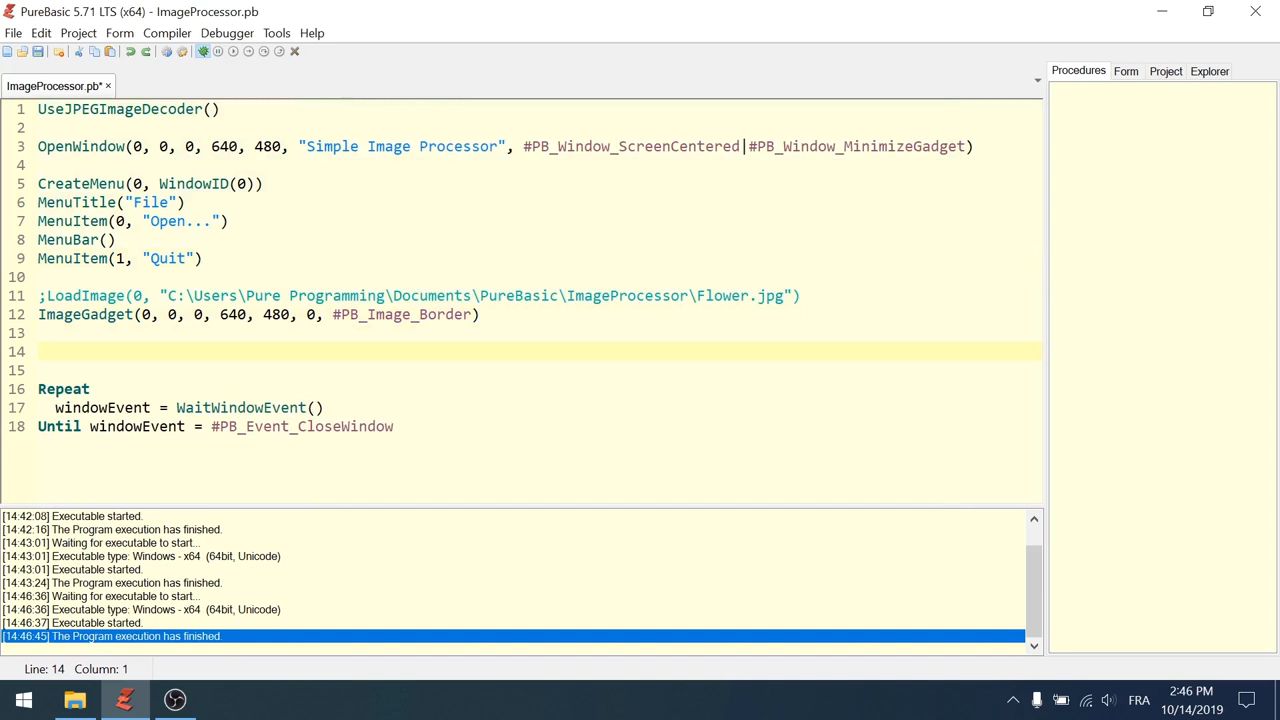 PureBasic 5.71 LTS (x64) - ImageProcessor.pb
File Edit Project Form Compiler Debugger Tools Help
ImageProcessor.pb*
Procedures Form Project Explorer
1 UseJPEGImageDecoder()
2
3 OpenWindow(0, 0, 0, 640, 480, "Simple Image Processor", #PB_Window_ScreenCentered|#PB_Window_MinimizeGadget)
4
5 CreateMenu(0, WindowID(0))
6 MenuTitle("File")
7 MenuItem(0, "Open...")
8 MenuBar()
9 MenuItem(1, "Quit")
10
11 ;LoadImage(0, "C:\Users\Pure Programming\Documents\PureBasic\ImageProcessor\Flower.jpg")
12 ImageGadget(0, 0, 0, 640, 480, 0, #PB_Image_Border)
13
14
15
16 Repeat
17 windowEvent = WaitWindowEvent()
18 Until windowEvent = #PB_Event_CloseWindow
[14:42:08] Executable started.
[14:42:16] The Program execution has finished.
[14:43:01] Waiting for executable to start...
[14:43:01] Executable type: Windows - x64 (64bit, Unicode)
[14:43:01] Executable started.
[14:43:24] The Program execution has finished.
[14:46:36] Waiting for executable to start...
[14:46:36] Executable type: Windows - x64 (64bit, Unicode)
[14:46:37] Executable started.
[14:46:45] The Program execution has finished.
Line: 14 Column: 1
FRA
2:46 PM
10/14/2019